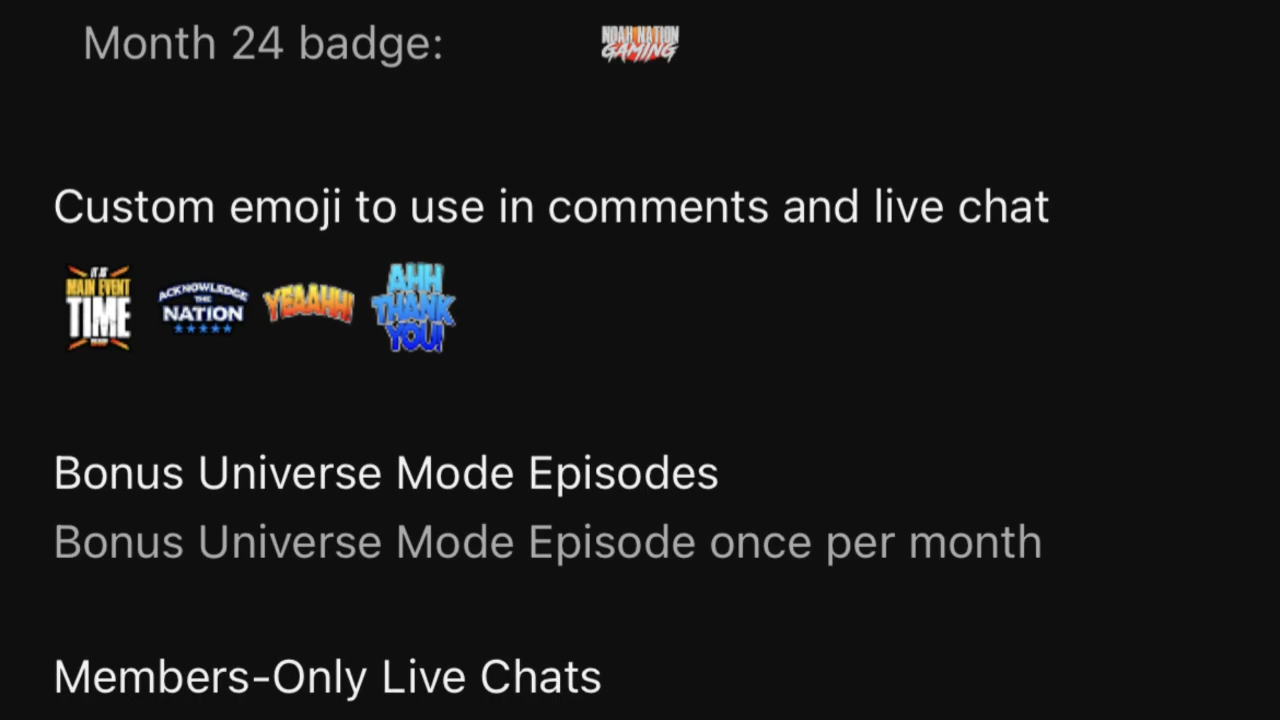 Month 24 badge:
NOAH NATION
GAMING
Custom emoji to use in comments and live chat
IT IS
MAIN EVENT
TIME
ACKNOWLEDGE
THE
NATION
YEAAHH!
AHH
THANK
YOU!
Bonus Universe Mode Episodes
Bonus Universe Mode Episode once per month
Members-Only Live Chats